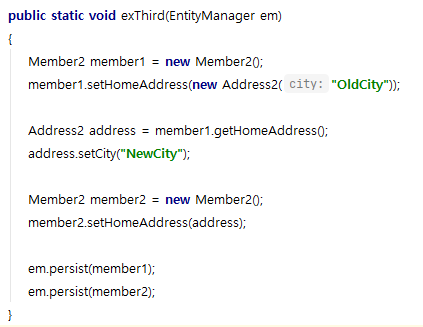 public static void exThird(EntityManager em)
{
Member2 member1 = new Member2();
member1.setHomeAddress(new Address2( city: "OldCity"));
Address2 address = member1.getHomeAddress();
address.setCity("NewCity");
Member2 member2 = new Member2();
member2.setHomeAddress(address);
em.persist(member1);
em.persist(member2);
}